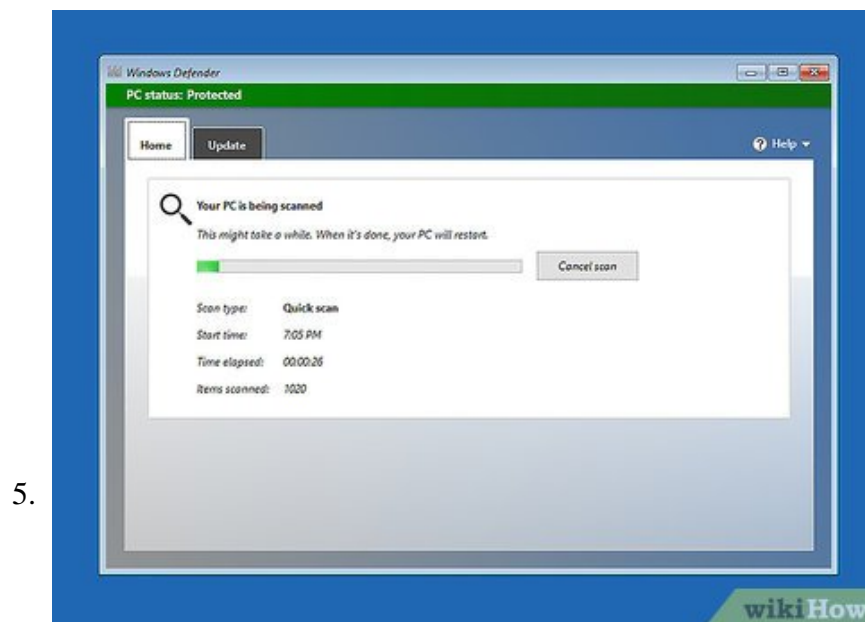 Windows Defender
PC status: Protected
Home
Update
Help
Your PC is being scanned
This might take a while. When it's done, your PC will restart.
Cancel scan
Scan type: Quick scan
Start time: 7:05 PM
Time elapsed: 00:00:26
Items scanned: 1020
5.
wikiHow